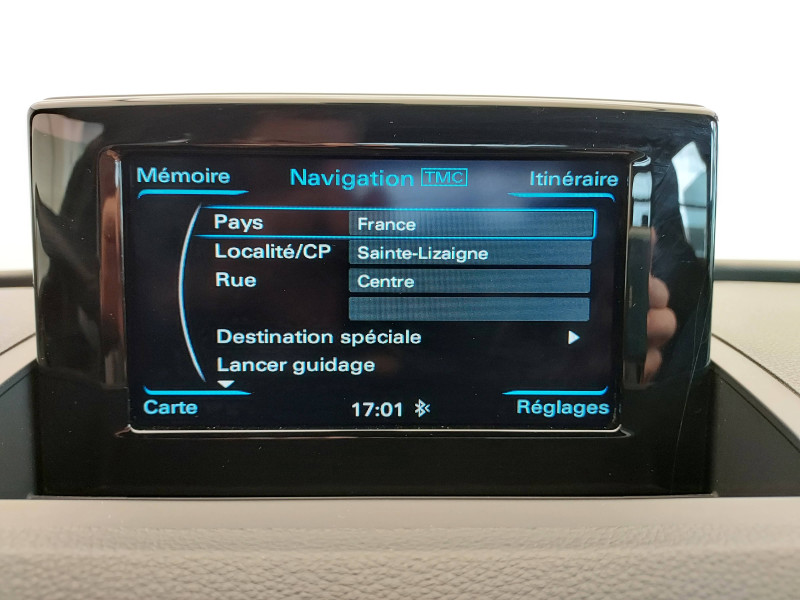 Mémoire Navigation TMC Itinéraire
Pays France
Localité/CP Sainte-Lizaigne
Rue Centre
Destination spéciale
Lancer guidage
Carte 17:01 Réglages